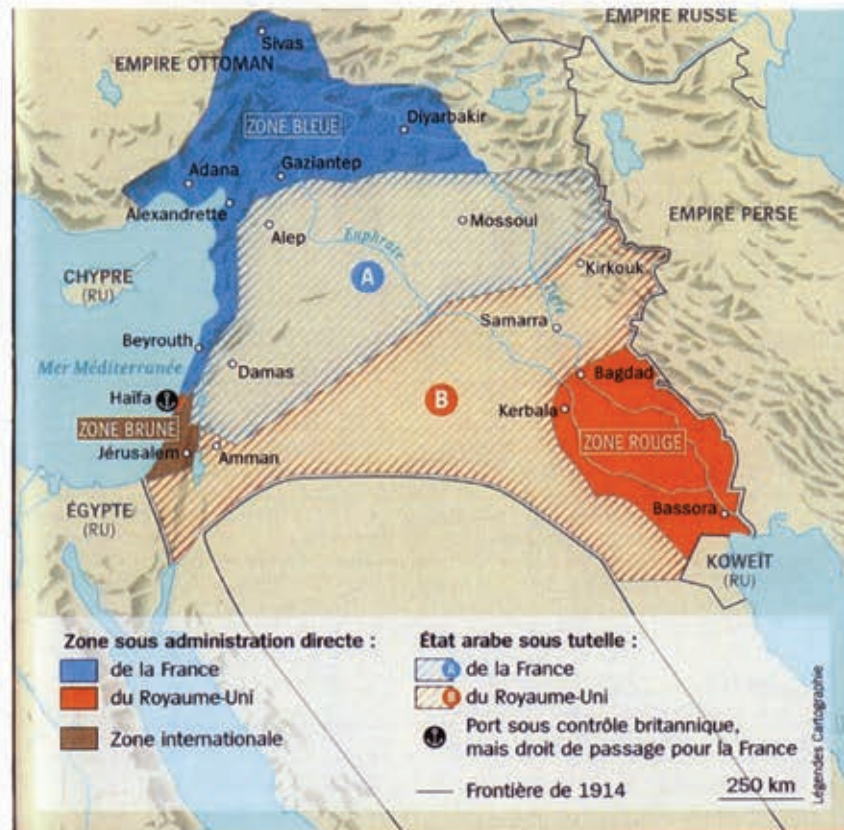 EMPIRE RUSSE
Sivas
EMPIRE OTTOMAN
ZONE BLEUE
Diyarbakir
Adana
Gaziantep
Alexandrette
Alep
Mossoul
EMPIRE PERSE
Euphrate
CHYPRE
(RU)
A
Kirkouk
Tigre
Samarra
Beyrouth
Mer Méditerranée
Damas
Bagdad
Haïfa
B
Kerbala
ZONE BRUNE
ZONE ROUGE
Jérusalem
Amman
ÉGYPTE
(RU)
Bassora
KOWEÏT
(RU)
Zone sous administration directe :
de la France
du Royaume-Uni
Zone internationale
État arabe sous tutelle :
A de la France
B du Royaume-Uni
Port sous contrôle britannique,
mais droit de passage pour la France
Frontière de 1914
250 km
Légendes Cartographie